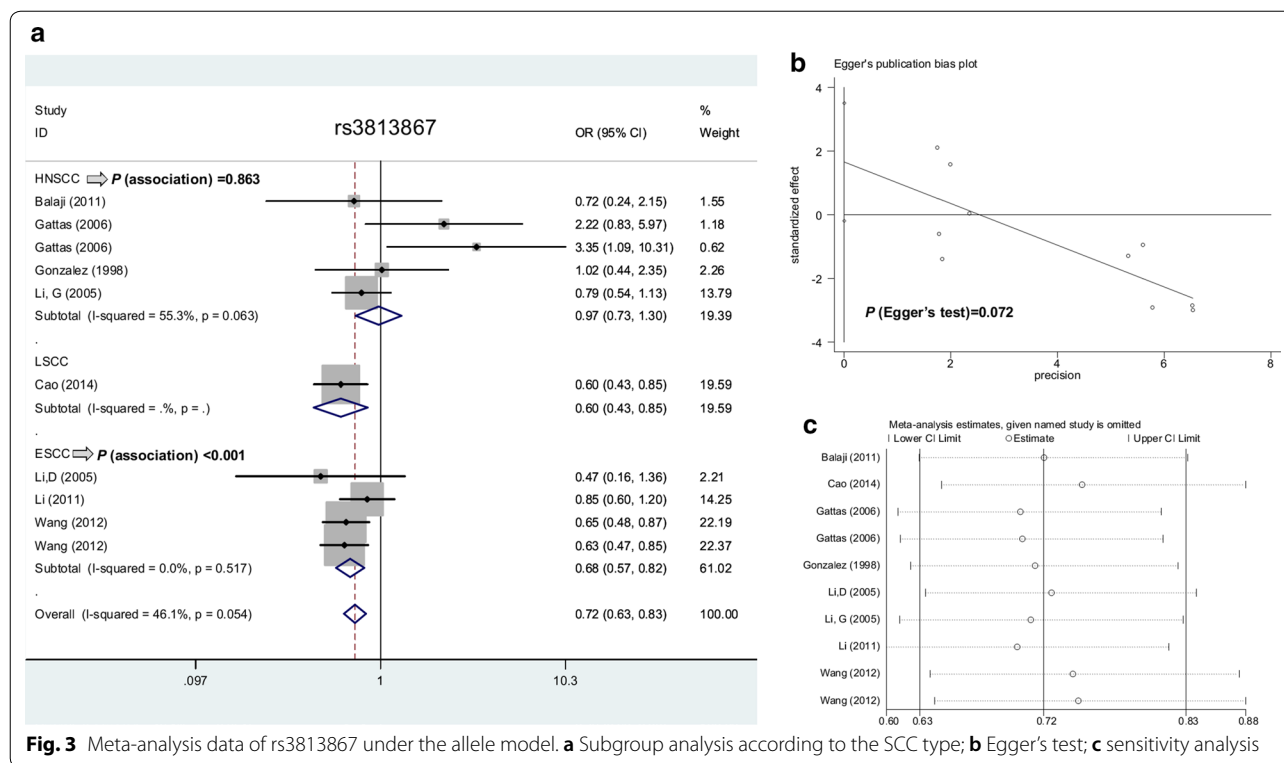 a
Study
%
ID
rs3813867
OR (95% CI)
Weight
HNSCC P (association) =0.863
Balaji (2011) 0.72 (0.24, 2.15) 1.55
Gattas (2006) 2.22 (0.83, 5.97) 1.18
Gattas (2006) 3.35 (1.09, 10.31) 0.62
Gonzalez (1998) 1.02 (0.44, 2.35) 2.26
Li, G (2005) 0.79 (0.54, 1.13) 13.79
Subtotal (I-squared = 55.3%, p = 0.063) 0.97 (0.73, 1.30) 19.39
.
LSCC
Cao (2014) 0.60 (0.43, 0.85) 19.59
Subtotal (I-squared = .%, p = .) 0.60 (0.43, 0.85) 19.59
.
ESCC P (association) <0.001
Li,D (2005) 0.47 (0.16, 1.36) 2.21
Li (2011) 0.85 (0.60, 1.20) 14.25
Wang (2012) 0.65 (0.48, 0.87) 22.19
Wang (2012) 0.63 (0.47, 0.85) 22.37
Subtotal (I-squared = 0.0%, p = 0.517) 0.68 (0.57, 0.82) 61.02
.
Overall (I-squared = 46.1%, p = 0.054) 0.72 (0.63, 0.83) 100.00
.097 1 10.3
b
Egger's publication bias plot
4
2
0
-2
-4
standardized effect
P (Egger's test)=0.072
0 2 4 6 8
precision
c
Meta-analysis estimates, given named study is omitted
Lower CI Limit Estimate Upper CI Limit
Balaji (2011)
Cao (2014)
Gattas (2006)
Gattas (2006)
Gonzalez (1998)
Li,D (2005)
Li, G (2005)
Li (2011)
Wang (2012)
Wang (2012)
0.60 0.63 0.72 0.83 0.88
Fig. 3 Meta-analysis data of rs3813867 under the allele model. a Subgroup analysis according to the SCC type; b Egger's test; c sensitivity analysis